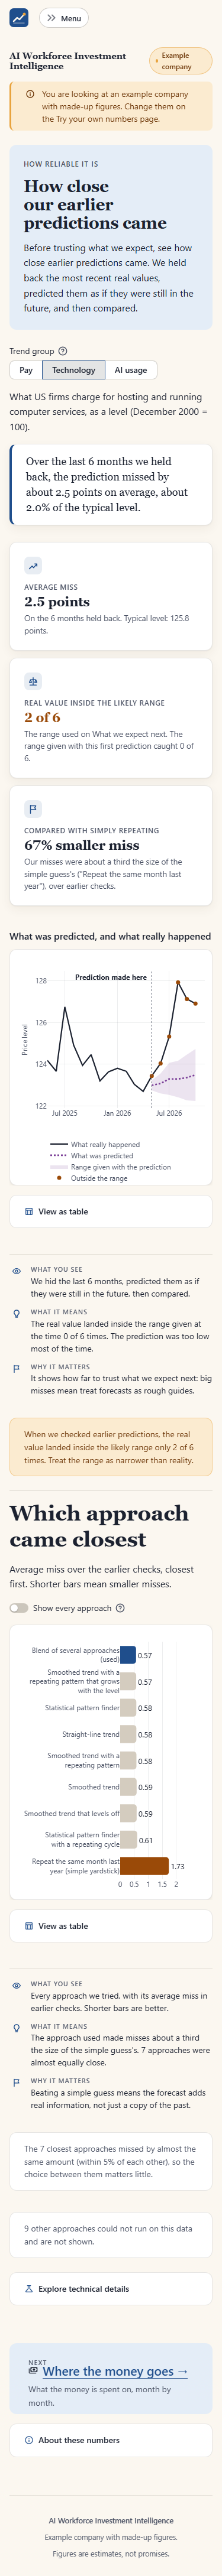 Menu
AI Workforce Investment
Intelligence
Example
company
You are looking at an example company
with made-up figures. Change them on
the Try your own numbers page.
HOW RELIABLE IT IS
How close
our earlier
predictions came
Before trusting what we expect, see how
close earlier predictions came. We held
back the most recent real values,
predicted them as if they were still in the
future, and then compared.
Trend group
Pay
Technology
AI usage
What US firms charge for hosting and running
computer services, as a level (December 2000 =
100).
Over the last 6 months we held
back, the prediction missed by
about 2.5 points on average, about
2.0% of the typical level.
AVERAGE MISS
2.5 points
On the 6 months held back. Typical level: 125.8
points.
REAL VALUE INSIDE THE LIKELY RANGE
2 of 6
The range used on What we expect next. The
range given with this first prediction caught 0 of
6.
COMPARED WITH SIMPLY REPEATING
67% smaller miss
Our misses were about a third the size of the
simple guess's ("Repeat the same month last
year"), over earlier checks.
What was predicted, and what really happened
Prediction made here
128
126
124
122
Price level
Jul 2025
Jan 2026
Jul 2026
What really happened
What was predicted
Range given with the prediction
Outside the range
View as table
WHAT YOU SEE
We hid the last 6 months, predicted them as if
they were still in the future, then compared.
WHAT IT MEANS
The real value landed inside the range given at
the time 0 of 6 times. The prediction was too low
most of the time.
WHY IT MATTERS
It shows how far to trust what we expect next: big
misses mean treat forecasts as rough guides.
When we checked earlier predictions, the real
value landed inside the likely range only 2 of 6
times. Treat the range as narrower than reality.
Which approach
came closest
Average miss over the earlier checks, closest
first. Shorter bars mean smaller misses.
Show every approach
Blend of several approaches
(used)
0.57
Smoothed trend with a
repeating pattern that grows
with the level
0.57
Statistical pattern finder
0.58
Straight-line trend
0.58
Smoothed trend with a
repeating pattern
0.58
Smoothed trend
0.59
Smoothed trend that levels off
0.59
Statistical pattern finder
with a repeating cycle
0.61
Repeat the same month last
year (simple yardstick)
1.73
0 0.5 1 1.5 2
View as table
WHAT YOU SEE
Every approach we tried, with its average miss in
earlier checks. Shorter bars are better.
WHAT IT MEANS
The approach used made misses about a third
the size of the simple guess's. 7 approaches were
almost equally close.
WHY IT MATTERS
Beating a simple guess means the forecast adds
real information, not just a copy of the past.
The 7 closest approaches missed by almost the
same amount (within 5% of each other), so the
choice between them matters little.
9 other approaches could not run on this data
and are not shown.
Explore technical details
NEXT
Where the money goes →
What the money is spent on, month by
month.
About these numbers
AI Workforce Investment Intelligence
Example company with made-up figures.
Figures are estimates, not promises.